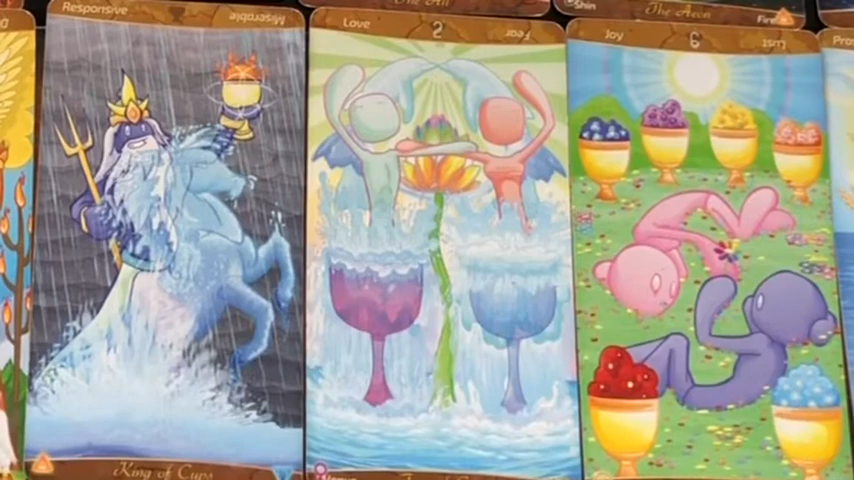 Shin
The Aeon
Fire
Responsive
Miserable
Love
2
Fear
Joy
6
Lust
King of Cups